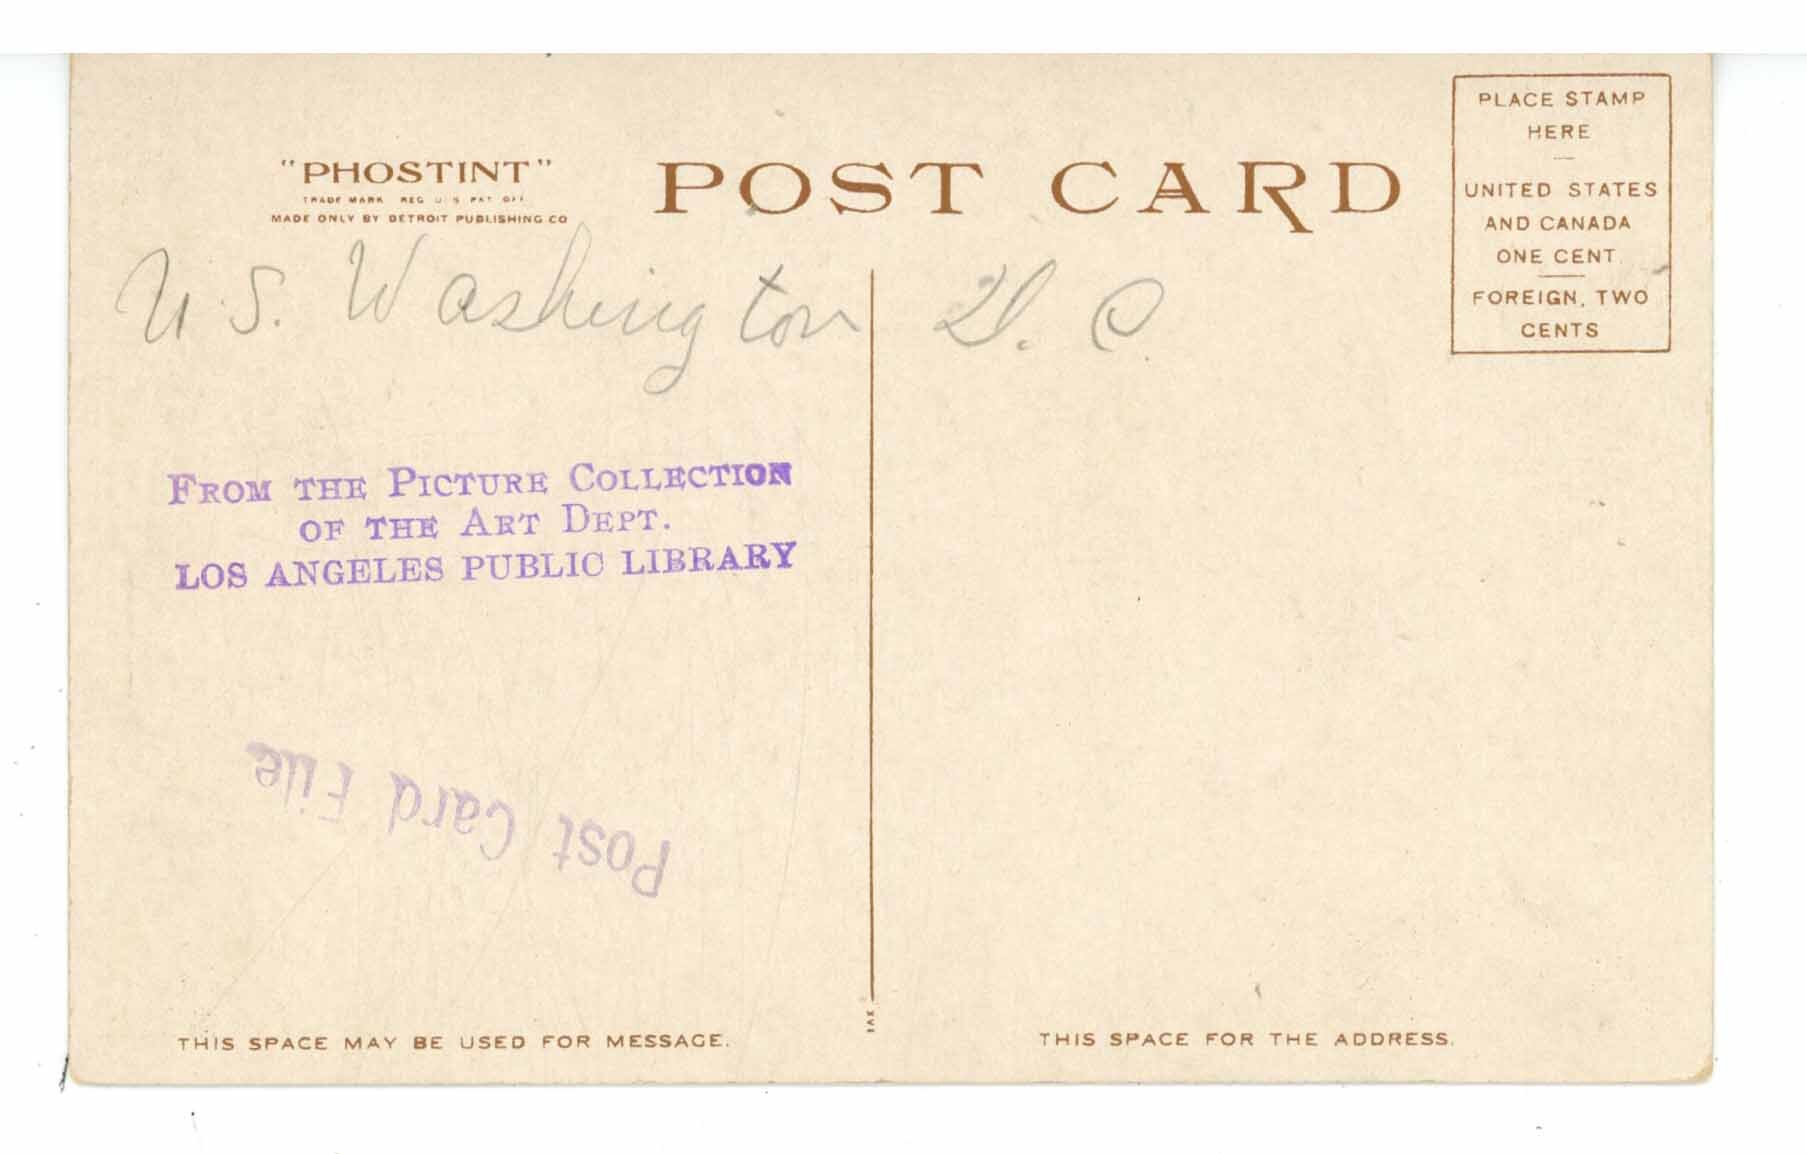 "PHOSTINT"
TRADE MARK REG U S PAT OFF
MADE ONLY BY DETROIT PUBLISHING CO
POST CARD
PLACE STAMP
HERE
UNITED STATES
AND CANADA
ONE CENT.
FOREIGN, TWO
CENTS
U.S. Washington D. C.
FROM THE PICTURE COLLECTION
OF THE ART DEPT.
LOS ANGELES PUBLIC LIBRARY
Post Card File
THIS SPACE MAY BE USED FOR MESSAGE.
THIS SPACE FOR THE ADDRESS.